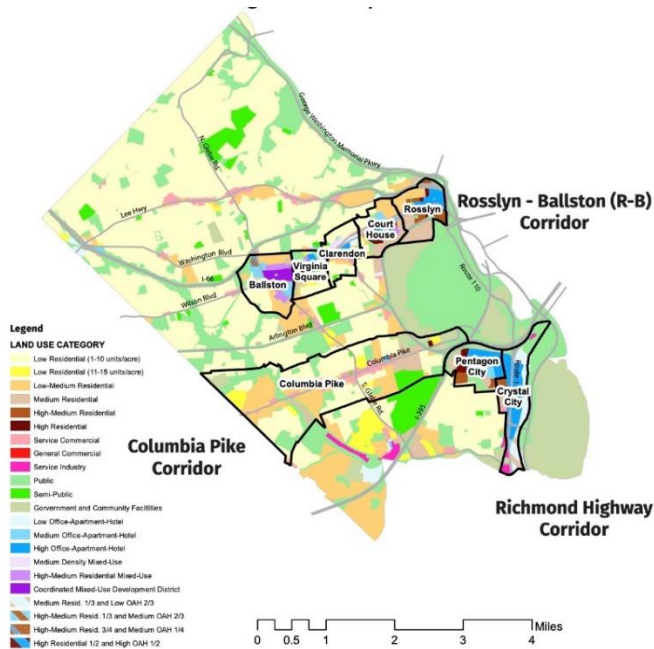 George Washington Memorial Pkwy
N. Glebe Rd.
Lee Hwy
Rosslyn - Ballston (R-B)
Corridor
Rosslyn
Court
House
Clarendon
Washington Blvd
Virginia
Square
I-66
Ballston
Route 110
Wilson Blvd
Arlington Blvd
Columbia Pike
Pentagon
City
Route 1
Columbia Pike
S. Glebe Rd.
I-395
Crystal
City
Columbia Pike
Corridor
Richmond Highway
Corridor
Legend
LAND USE CATEGORY
Low Residential (1-10 units/acre)
Low Residential (11-15 units/acre)
Low-Medium Residential
Medium Residential
High-Medium Residential
High Residential
Service Commercial
General Commercial
Service Industry
Public
Semi-Public
Government and Community Facilities
Low Office-Apartment-Hotel
Medium Office-Apartment-Hotel
High Office-Apartment-Hotel
Medium Density Mixed-Use
High-Medium Residential Mixed-Use
Coordinated Mixed-Use Development District
Medium Resid. 1/3 and Low OAH 2/3
High-Medium Resid. 1/3 and Medium OAH 2/3
High-Medium Resid. 3/4 and Medium OAH 1/4
High Residential 1/2 and High OAH 1/2
Miles
0 0.5 1 2 3 4